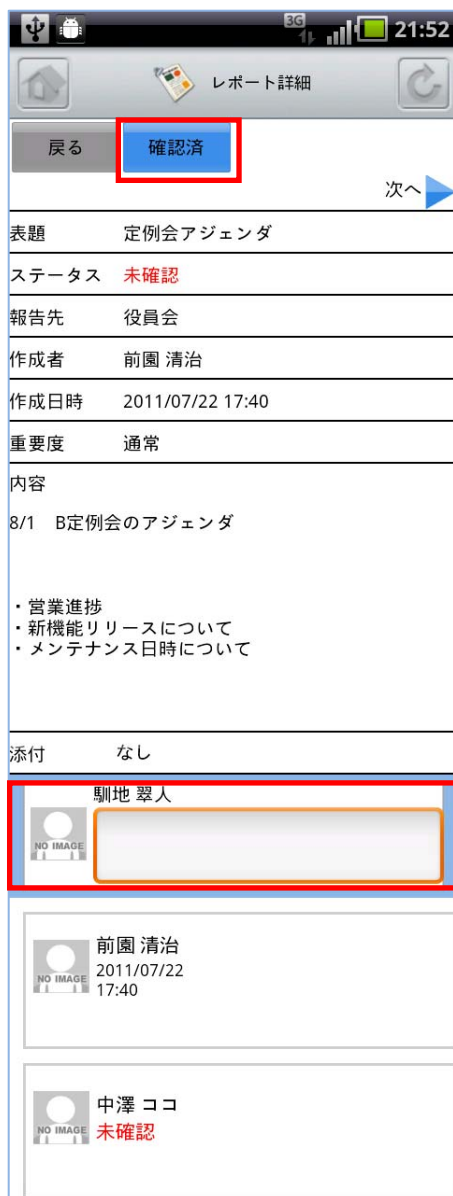 3G 21:52
レポート詳細
戻る 確認済
次へ
表題 定例会アジェンダ
ステータス 未確認
報告先 役員会
作成者 前園 清治
作成日時 2011/07/22 17:40
重要度 通常
内容
8/1 B定例会のアジェンダ
・営業進捗
・新機能リリースについて
・メンテナンス日時について
添付 なし
馴地 翠人
NO IMAGE
前園 清治
NO IMAGE 2011/07/22
17:40
中澤 ココ
NO IMAGE 未確認